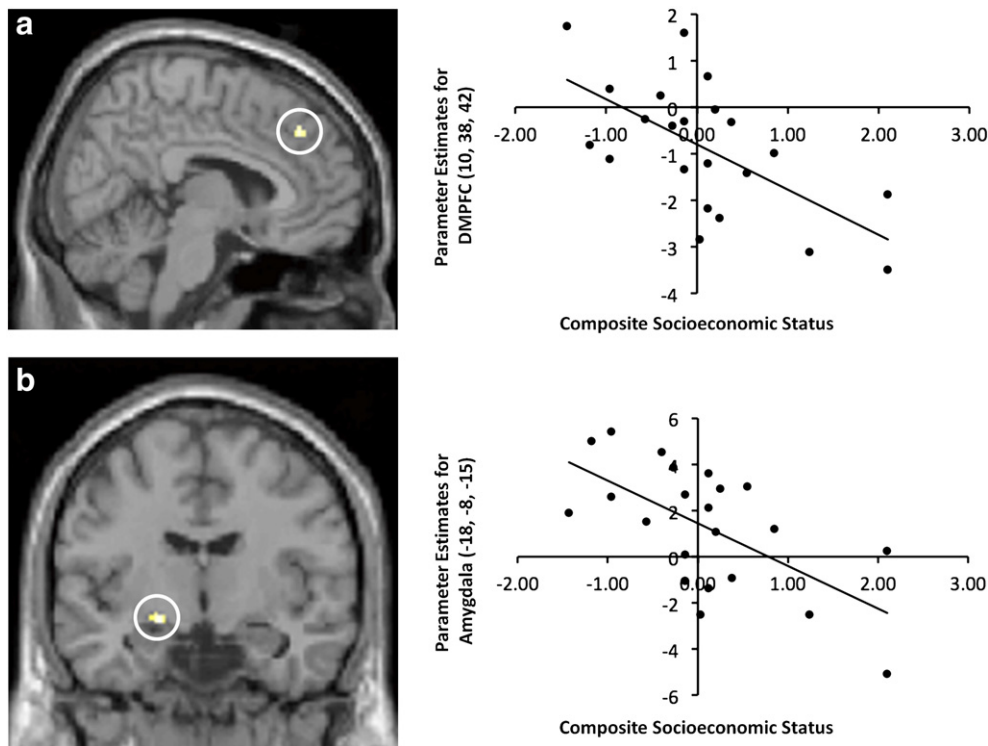 a
Parameter Estimates for
DMPFC (10, 38, 42)
2
1
0
-2.00 -1.00 0.00 1.00 2.00 3.00
-1
-2
-3
-4
Composite Socioeconomic Status
b
Parameter Estimates for
Amygdala (-18, -8, -15)
6
4
2
0
-2.00 -1.00 0.00 1.00 2.00 3.00
-2
-4
-6
Composite Socioeconomic Status